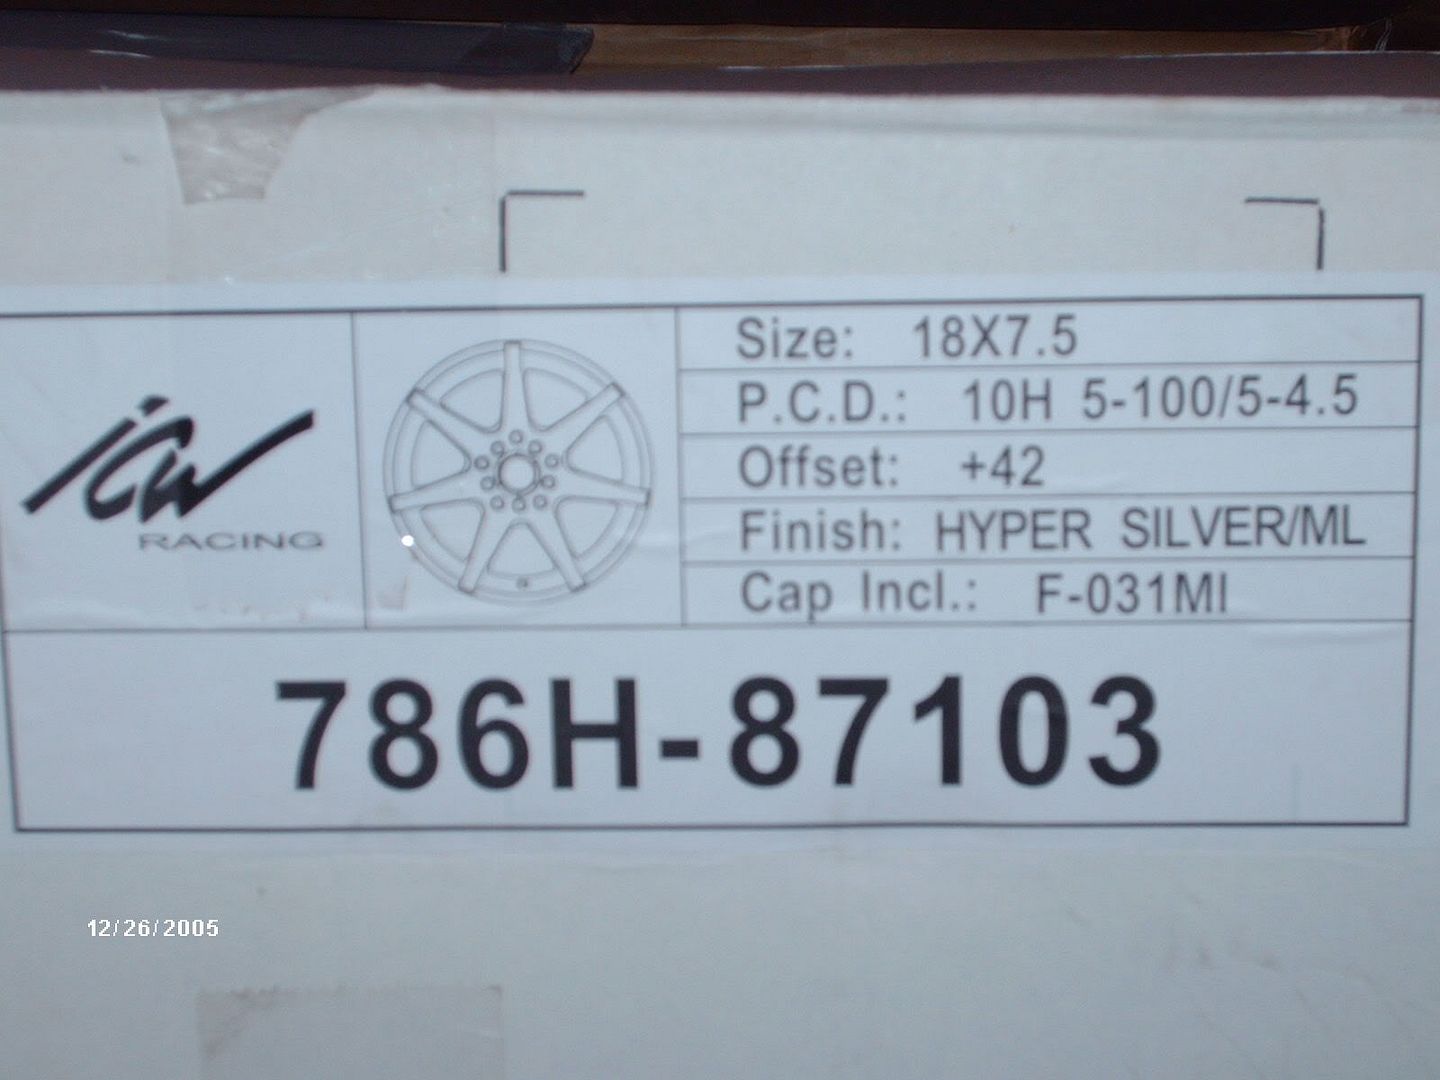 icw
RACING
Size: 18X7.5
P.C.D.: 10H 5-100/5-4.5
Offset: +42
Finish: HYPER SILVER/ML
Cap Incl.: F-031MI
786H-87103
12/26/2005